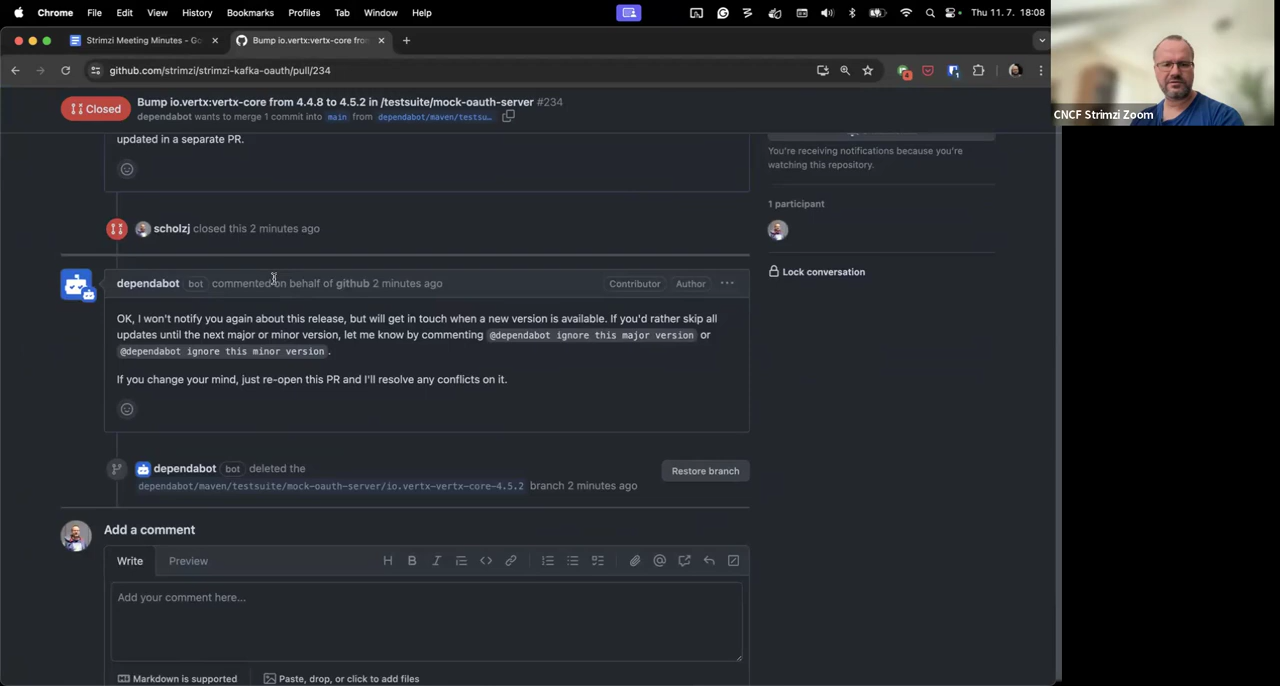 Chrome File Edit View History Bookmarks Profiles Tab Window Help Thu 11. 7. 18:08
Strimzi Meeting Minutes - Go
Bump io.vertx:vertx-core from
github.com/strimzi/strimzi-kafka-oauth/pull/234
Closed
Bump io.vertx:vertx-core from 4.4.8 to 4.5.2 in /testsuite/mock-oauth-server #234
dependabot wants to merge 1 commit into main from dependabot/maven/testsu...
CNCF Strimzi Zoom
updated in a separate PR.
You're receiving notifications because you're
watching this repository.
1 participant
Lock conversation
scholzj closed this 2 minutes ago
dependabot bot commented on behalf of github 2 minutes ago Contributor Author
OK, I won't notify you again about this release, but will get in touch when a new version is available. If you'd rather skip all
updates until the next major or minor version, let me know by commenting @dependabot ignore this major version or
@dependabot ignore this minor version.
If you change your mind, just re-open this PR and I'll resolve any conflicts on it.
dependabot bot deleted the
dependabot/maven/testsuite/mock-oauth-server/io.vertx-vertx-core-4.5.2 branch 2 minutes ago
Restore branch
Add a comment
Write Preview
Add your comment here...
Markdown is supported
Paste, drop, or click to add files